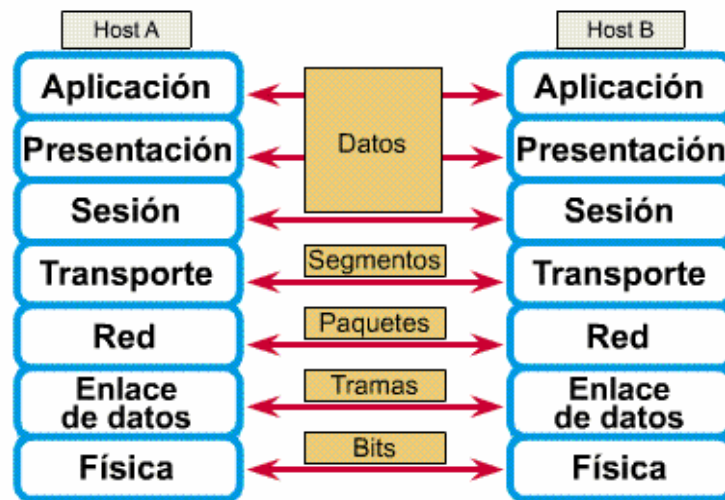 Host A
Host B
Aplicación
Aplicación
Datos
Presentación
Presentación
Sesión
Sesión
Segmentos
Transporte
Transporte
Paquetes
Red
Red
Tramas
Enlace
de datos
Enlace
de datos
Bits
Física
Física